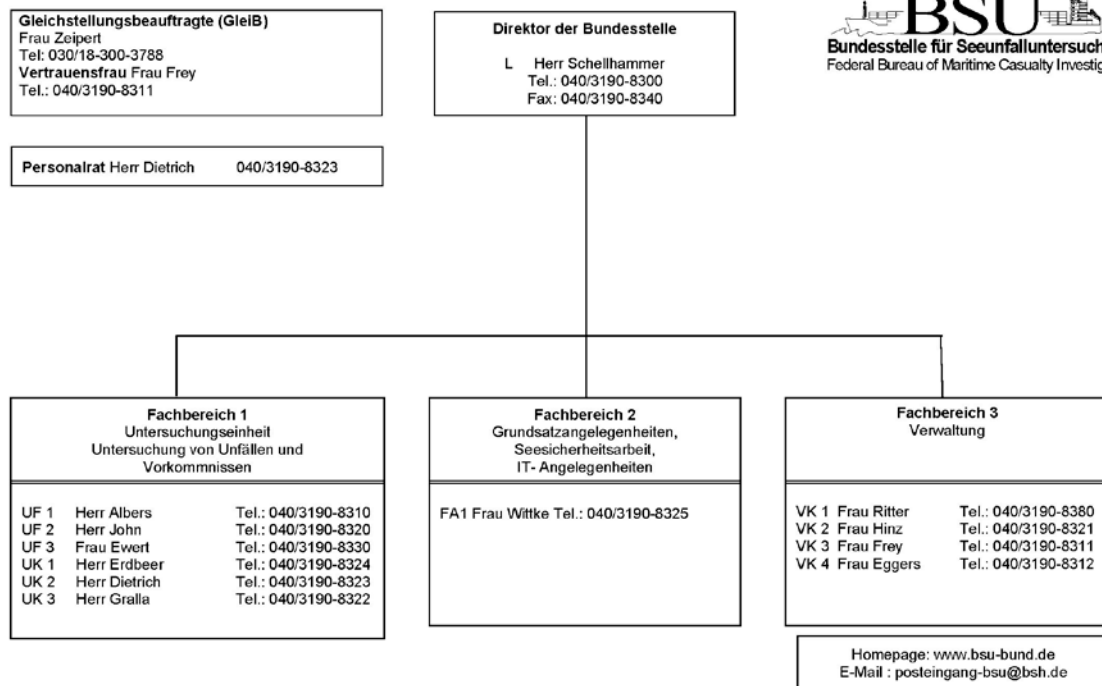 Gleichstellungsbeauftragte (GleiB)
Frau Zeipert
Tel: 030/18-300-3788
Vertrauensfrau Frau Frey
Tel.: 040/3190-8311
Personalrat Herr Dietrich 040/3190-8323
Direktor der Bundesstelle
L Herr Schellhammer
Tel.: 040/3190-8300
Fax: 040/3190-8340
BSU
Bundesstelle für Seeunfalluntersuch
Federal Bureau of Maritime Casualty Investig
Fachbereich 1
Untersuchungseinheit
Untersuchung von Unfällen und
Vorkommnissen
UF 1 Herr Albers Tel.: 040/3190-8310
UF 2 Herr John Tel.: 040/3190-8320
UF 3 Frau Ewert Tel.: 040/3190-8330
UK 1 Herr Erdbeer Tel.: 040/3190-8324
UK 2 Herr Dietrich Tel.: 040/3190-8323
UK 3 Herr Gralla Tel.: 040/3190-8322
Fachbereich 2
Grundsatzangelegenheiten,
Seesicherheitsarbeit,
IT- Angelegenheiten
FA1 Frau Wittke Tel.: 040/3190-8325
Fachbereich 3
Verwaltung
VK 1 Frau Ritter Tel.: 040/3190-8380
VK 2 Frau Hinz Tel.: 040/3190-8321
VK 3 Frau Frey Tel.: 040/3190-8311
VK 4 Frau Eggers Tel.: 040/3190-8312
Homepage: www.bsu-bund.de
E-Mail : posteingang-bsu@bsh.de